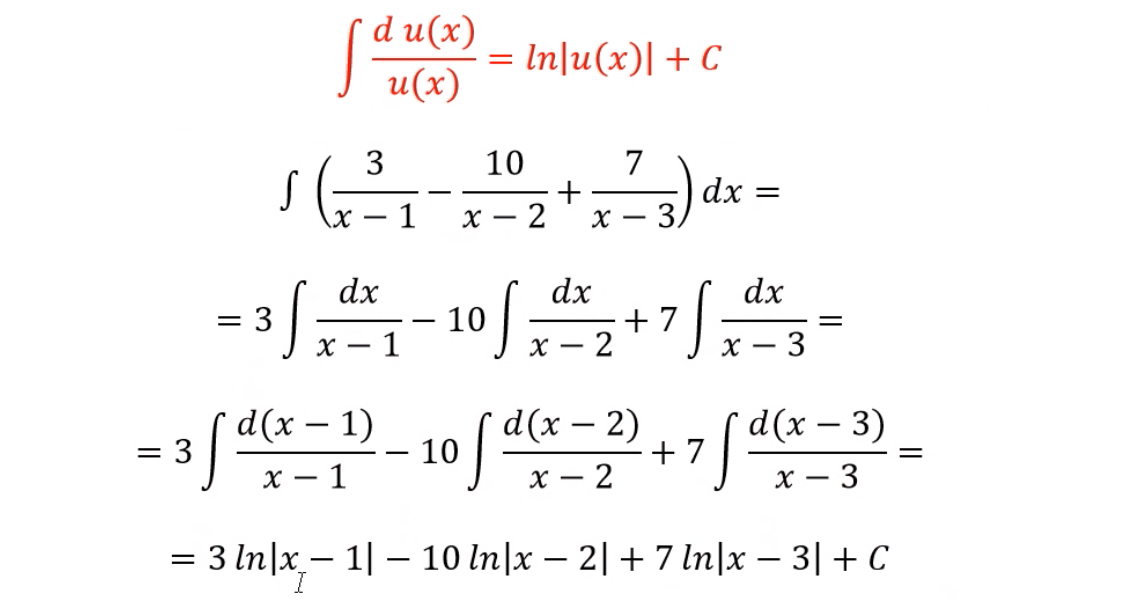 ∫ d u(x) / u(x) = ln|u(x)| + C
∫ ( 3 / (x − 1) − 10 / (x − 2) + 7 / (x − 3) ) dx =
= 3 ∫ dx / (x − 1) − 10 ∫ dx / (x − 2) + 7 ∫ dx / (x − 3) =
= 3 ∫ d(x − 1) / (x − 1) − 10 ∫ d(x − 2) / (x − 2) + 7 ∫ d(x − 3) / (x − 3) =
= 3 ln|x − 1| − 10 ln|x − 2| + 7 ln|x − 3| + C